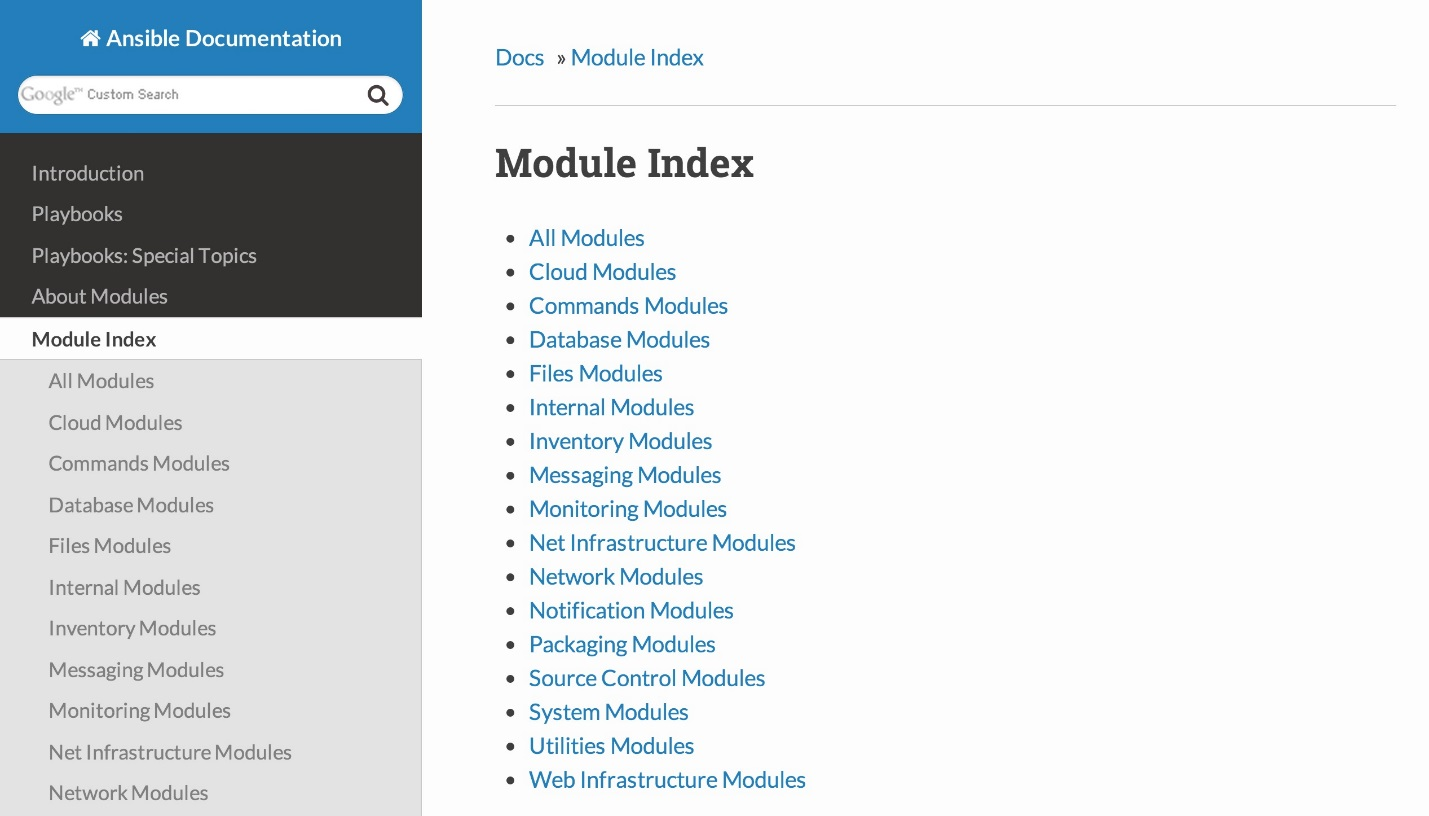 Ansible Documentation
Google™ Custom Search
Introduction
Playbooks
Playbooks: Special Topics
About Modules
Module Index
All Modules
Cloud Modules
Commands Modules
Database Modules
Files Modules
Internal Modules
Inventory Modules
Messaging Modules
Monitoring Modules
Net Infrastructure Modules
Network Modules
Docs » Module Index
Module Index
All Modules
Cloud Modules
Commands Modules
Database Modules
Files Modules
Internal Modules
Inventory Modules
Messaging Modules
Monitoring Modules
Net Infrastructure Modules
Network Modules
Notification Modules
Packaging Modules
Source Control Modules
System Modules
Utilities Modules
Web Infrastructure Modules